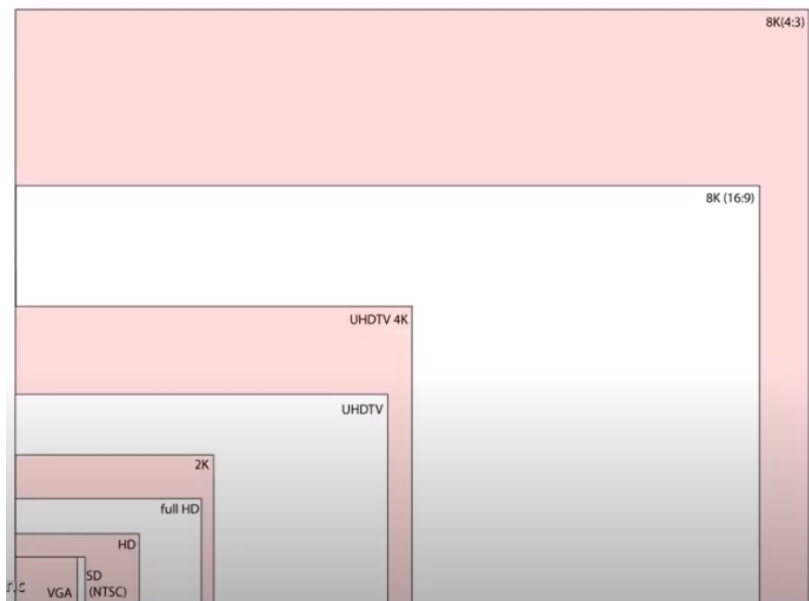 8K(4:3)
8K (16:9)
UHDTV 4K
UHDTV
2K
full HD
HD
SD
VGA (NTSC)